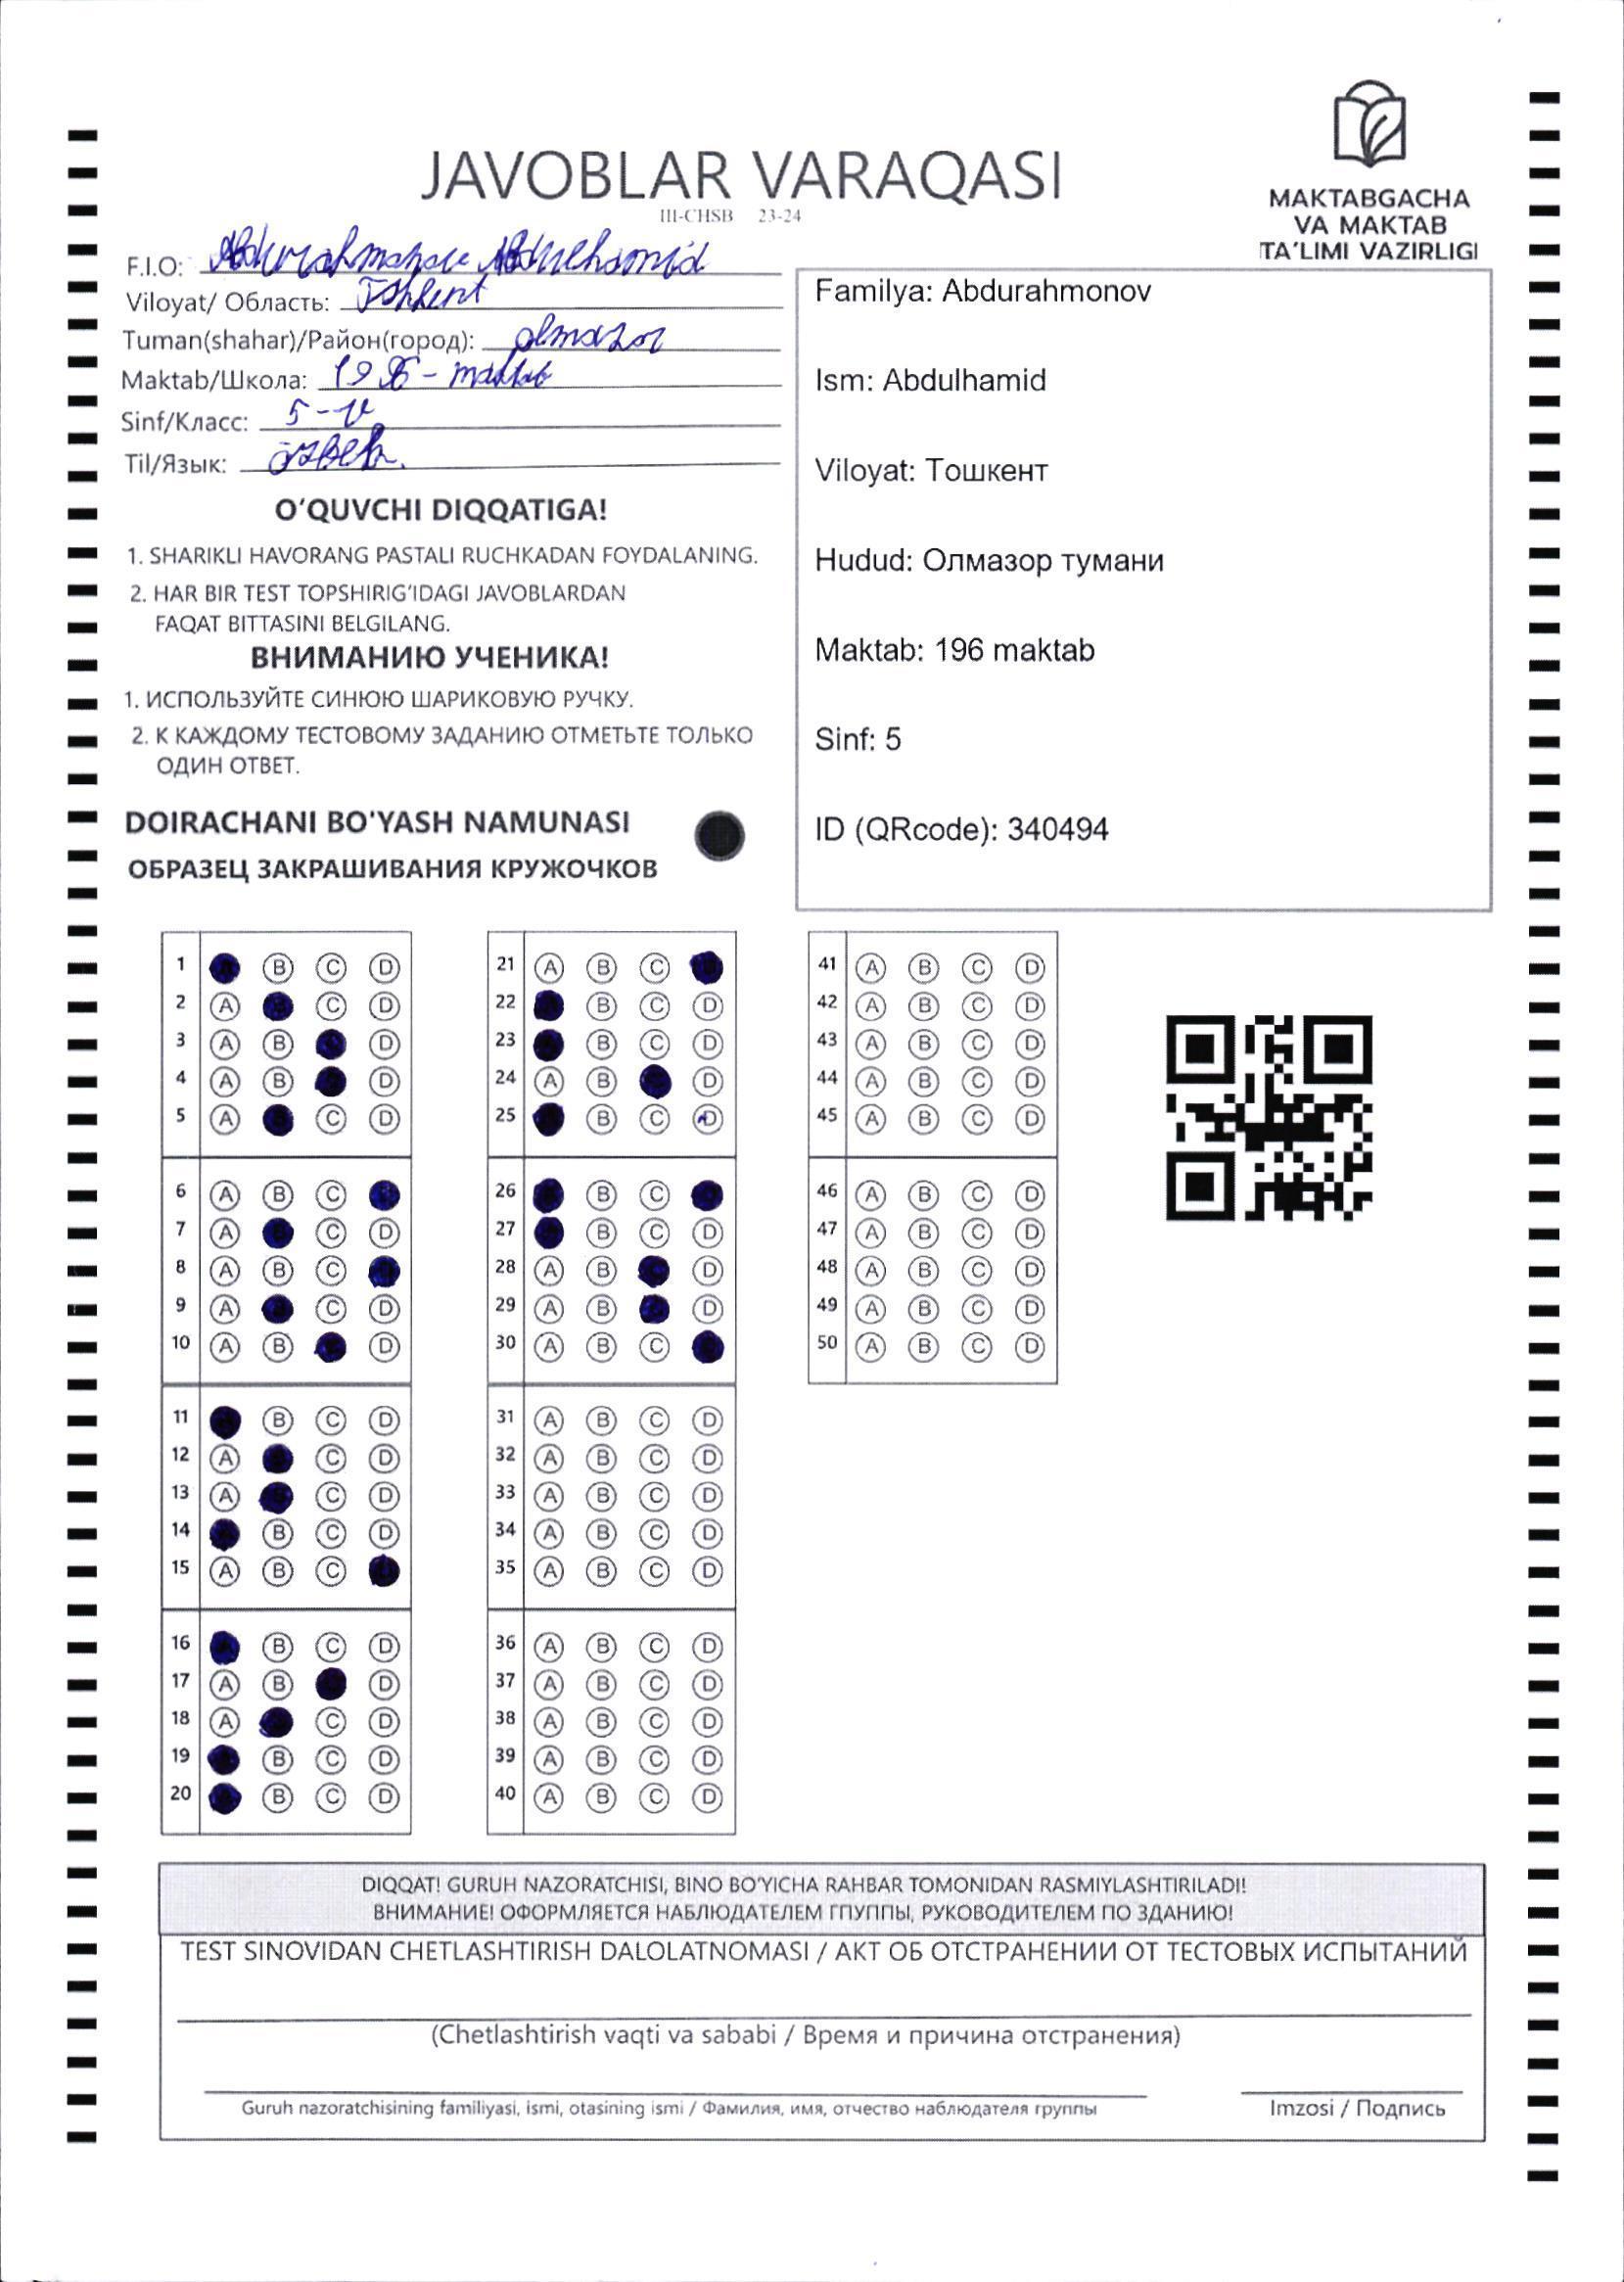 JAVOBLAR VARAQASI
III-CHSB 23-24
MAKTABGACHA
VA MAKTAB
TA'LIMI VAZIRLIGI
F.I.O: Abdurahmonov Abdulhamid
Viloyat/ Область: Toshkent
Tuman(shahar)/Район(город): olmazor
Maktab/Школа: 196 - maktab
Sinf/Класс: 5-V
Til/Язык: o'zbek.
Familya: Abdurahmonov
Ism: Abdulhamid
Viloyat: Тошкент
Hudud: Олмазор тумани
Maktab: 196 maktab
Sinf: 5
ID (QRcode): 340494
O'QUVCHI DIQQATIGA!
1. SHARIKLI HAVORANG PASTALI RUCHKADAN FOYDALANING.
2. HAR BIR TEST TOPSHIRIG'IDAGI JAVOBLARDAN
FAQAT BITTASINI BELGILANG.
ВНИМАНИЮ УЧЕНИКА!
1. ИСПОЛЬЗУЙТЕ СИНЮЮ ШАРИКОВУЮ РУЧКУ.
2. К КАЖДОМУ ТЕСТОВОМУ ЗАДАНИЮ ОТМЕТЬТЕ ТОЛЬКО
ОДИН ОТВЕТ.
DOIRACHANI BO'YASH NAMUNASI
ОБРАЗЕЦ ЗАКРАШИВАНИЯ КРУЖОЧКОВ
1 B C D
2 A C D
3 A B D
4 A B D
5 A C D
6 A B C
7 A C D
8 A B C
9 A C D
10 A B D
11 B C D
12 A C D
13 A C D
14 B C D
15 A B C
16 B C D
17 A B D
18 A C D
19 B C D
20 B C D
21 A B C
22 B C D
23 B C D
24 A B D
25 B C D
26 B C
27 B C D
28 A B D
29 A B D
30 A B C
31 A B C D
32 A B C D
33 A B C D
34 A B C D
35 A B C D
36 A B C D
37 A B C D
38 A B C D
39 A B C D
40 A B C D
41 A B C D
42 A B C D
43 A B C D
44 A B C D
45 A B C D
46 A B C D
47 A B C D
48 A B C D
49 A B C D
50 A B C D
DIQQAT! GURUH NAZORATCHISI, BINO BO'YICHA RAHBAR TOMONIDAN RASMIYLASHTIRILADI!
ВНИМАНИЕ! ОФОРМЛЯЕТСЯ НАБЛЮДАТЕЛЕМ ГПУППЫ, РУКОВОДИТЕЛЕМ ПО ЗДАНИЮ!
TEST SINOVIDAN CHETLASHTIRISH DALOLATNOMASI / АКТ ОБ ОТСТРАНЕНИИ ОТ ТЕСТОВЫХ ИСПЫТАНИЙ
(Chetlashtirish vaqti va sababi / Время и причина отстранения)
Guruh nazoratchisining familiyasi, ismi, otasining ismi / Фамилия, имя, отчество наблюдателя группы
Imzosi / Подпись